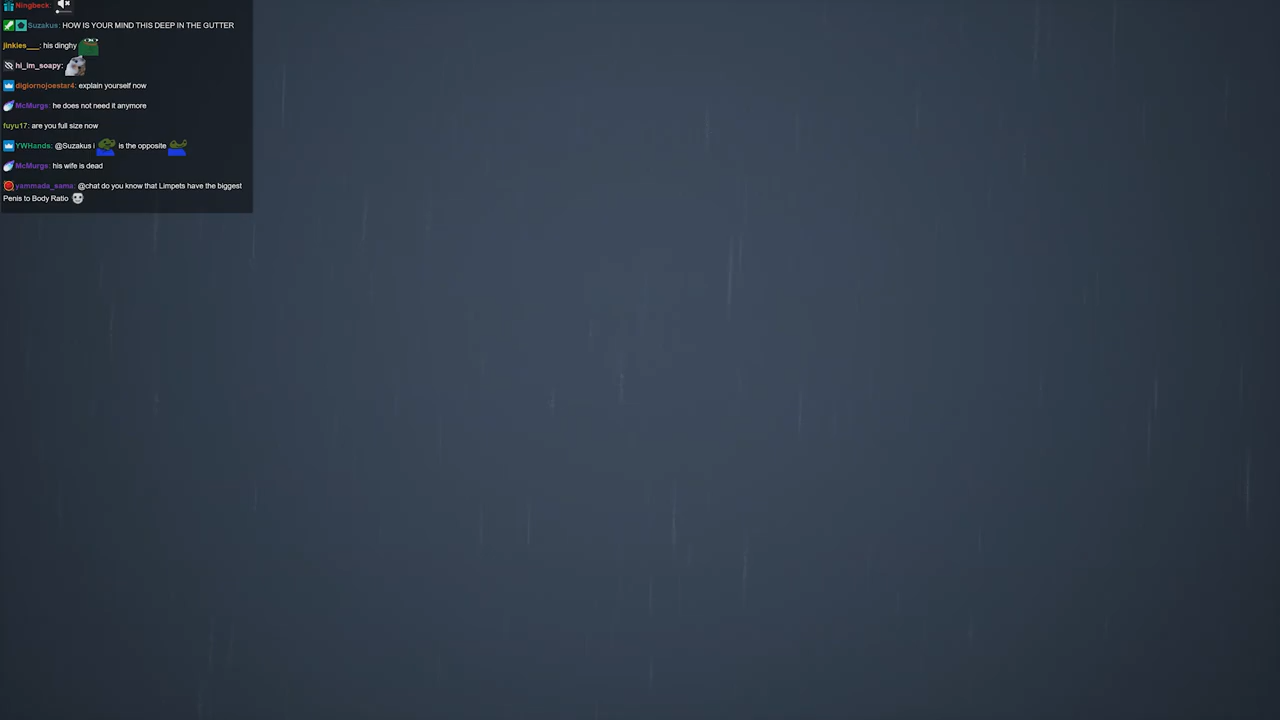 Ningbeck:
Suzakus: HOW IS YOUR MIND THIS DEEP IN THE GUTTER
jinkies___: his dinghy
hi_im_soapy:
digiornojoestar4: explain yourself now
McMurgs: he does not need it anymore
fuyu17: are you full size now
YWHands: @Suzakus i is the opposite
McMurgs: his wife is dead
yammada_sama: @chat do you know that Limpets have the biggest
Penis to Body Ratio